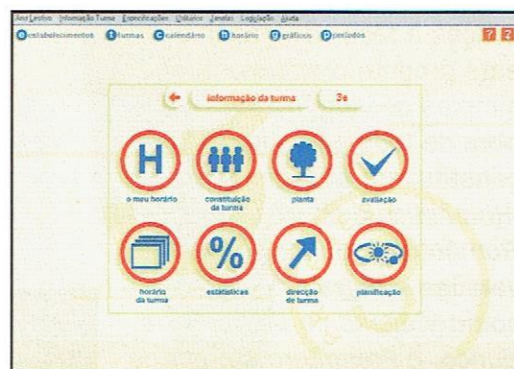 Ano Lectivo Informação Turma Especificações Utilitários Janelas Legislação Ajuda
estabelecimentos turmas calendário horário gráficos períodos
informação da turma 3e
H % 
o meu horário constituição da turma planta avaliação
horário da turma estatísticas direcção de turma planificação